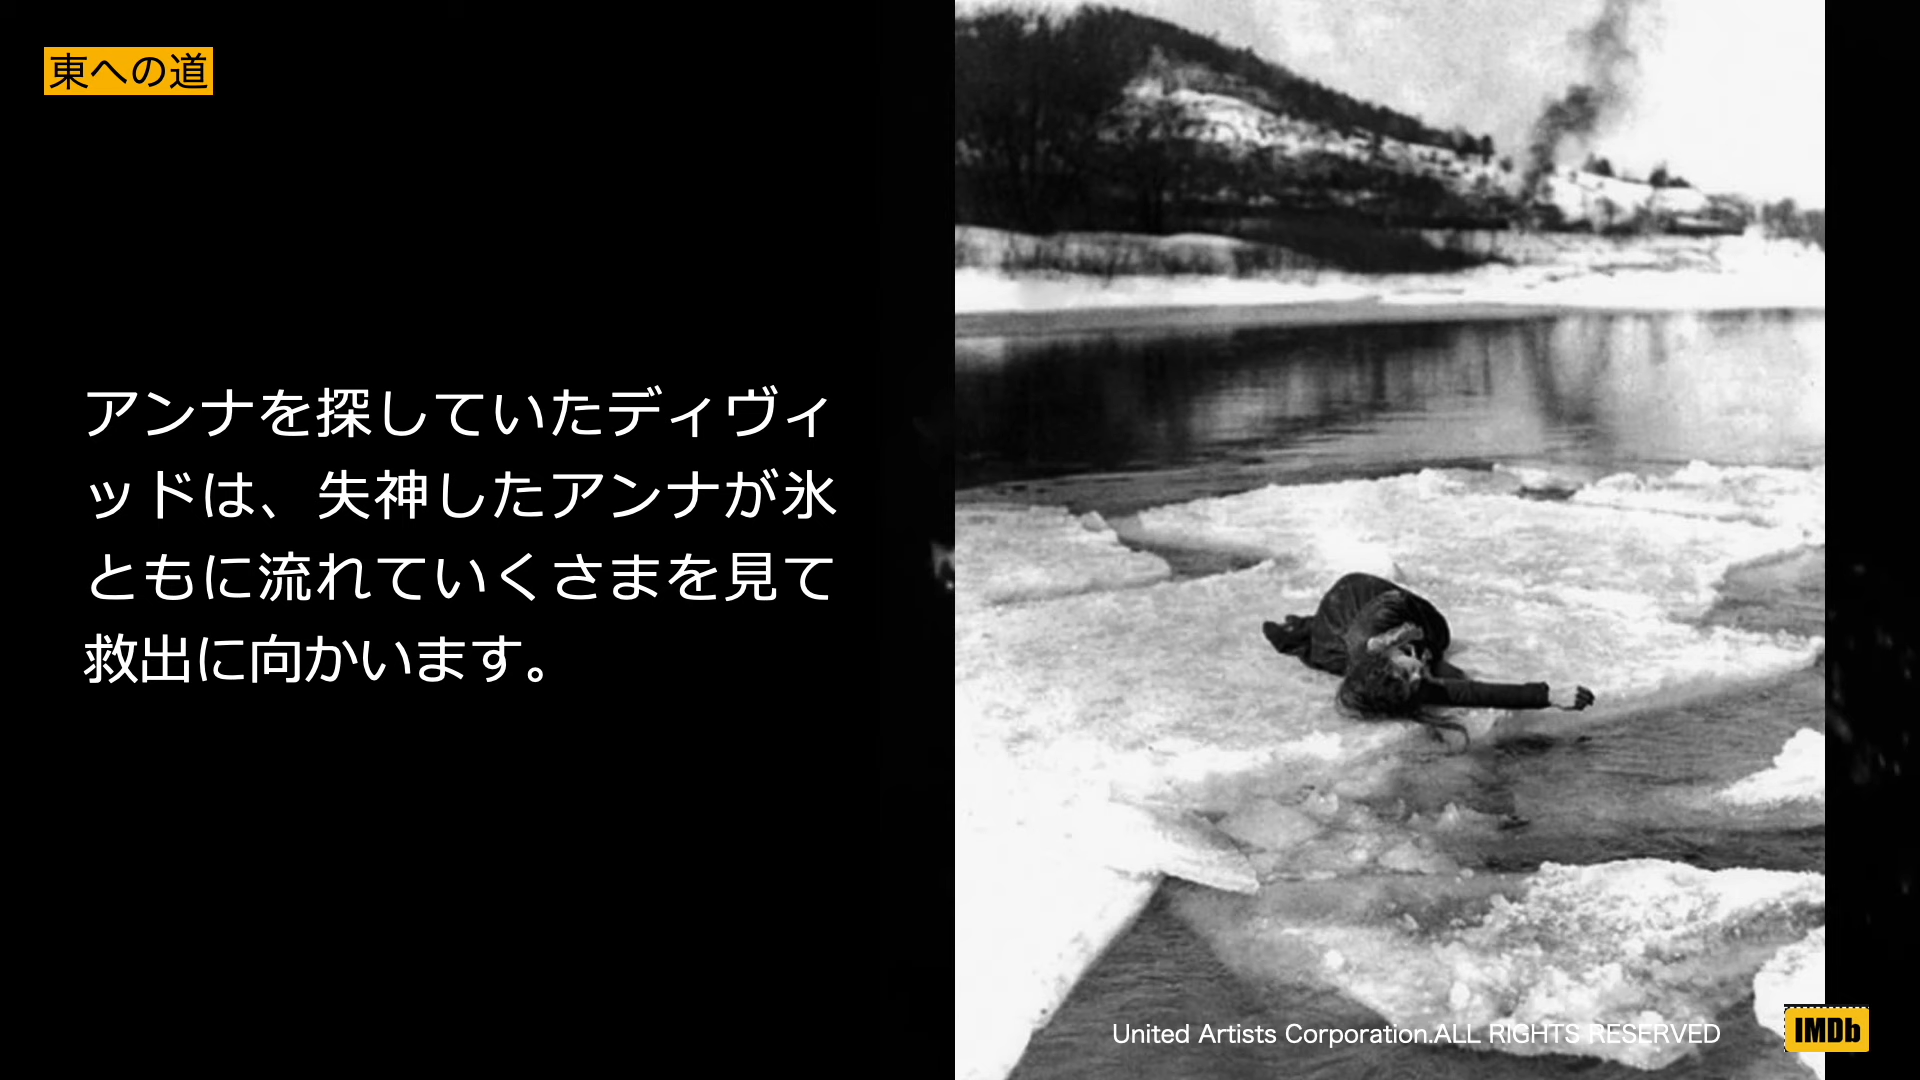 東への道
アンナを探していたディヴィ
ッドは、失神したアンナが氷
ともに流れていくさまを見て
救出に向かいます。
United Artists Corporation.ALL RIGHTS RESERVED
IMDb